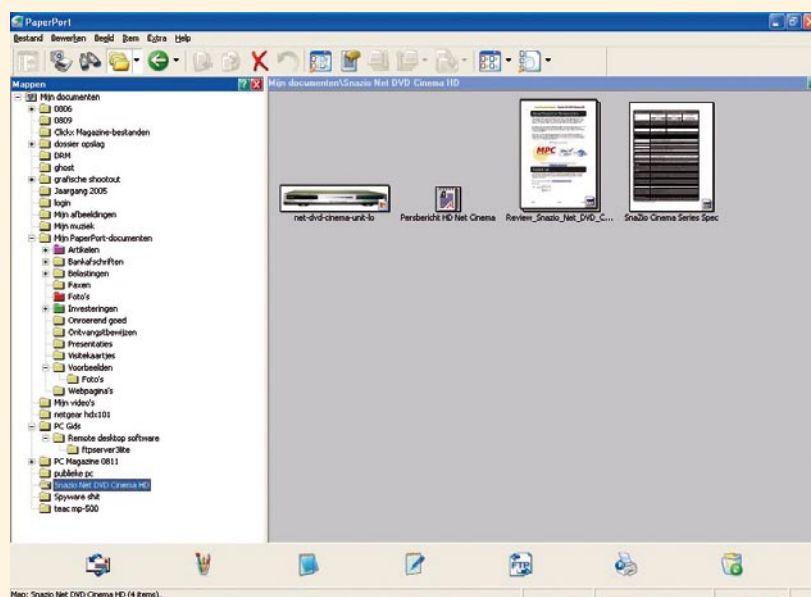 PaperPort
Bestand Bewerken Beeld Item Extra Help
Mappen
Mijn documenten\Snazio Net DVD Cinema HD
Mijn documenten
0806
0809
Clickx Magazine-bestanden
dossier opslag
DRM
ghost
grafische shootout
Jaargang 2005
login
Mijn afbeeldingen
Mijn muziek
Mijn PaperPort-documenten
Artikelen
Bankafschriften
Belastingen
Faxen
Foto's
Investeringen
Onroerend goed
Ontvangstbewijzen
Presentaties
Visitekaartjes
Voorbeelden
Foto's
Webpagina's
Mijn video's
netgear hdx101
PC Gids
Remote desktop software
ftpserver3lite
PC Magazine 0811
publieke pc
Snazio Net DVD Cinema HD
Spyware shit
teac mp-500
MPC
net-dvd-cinema-unit-lo
Persbericht HD Net Cinema
Review_Snazio_Net_DVD_C...
SnaZio Cinema Series Spec
FTP
Map: Snazio Net DVD Cinema HD (4 items).